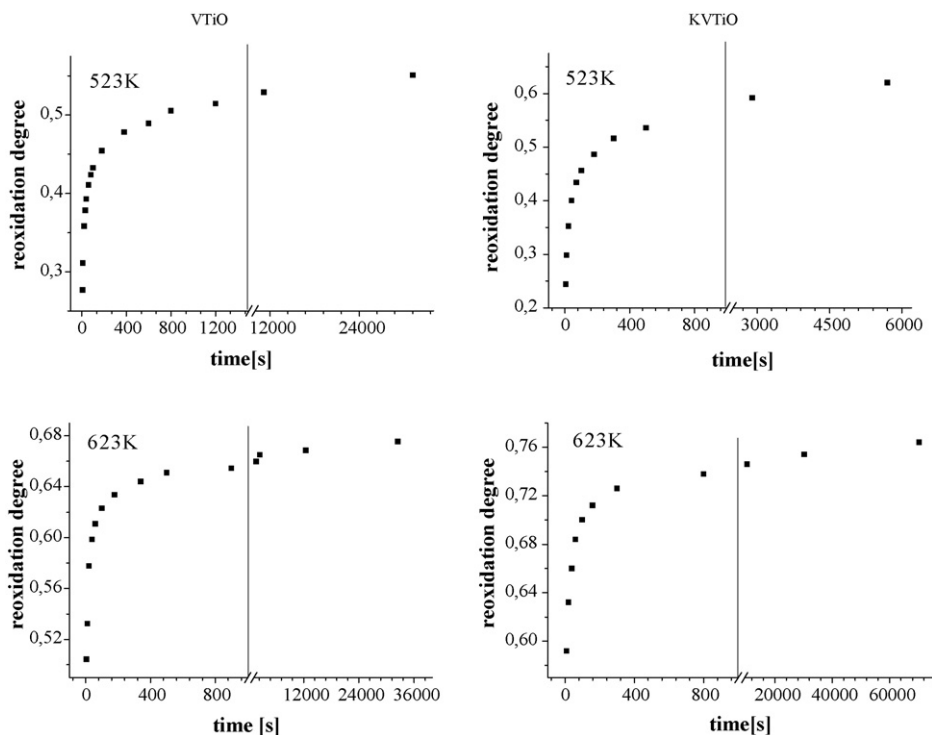 VTiO
KVTiO
523K
reoxidation degree
0,5
0,4
0,3
0 400 800 1200 12000 24000
time[s]
523K
reoxidation degree
0,6
0,5
0,4
0,3
0,2
0 400 800 3000 4500 6000
time[s]
623K
reoxidation degree
0,68
0,64
0,60
0,56
0,52
0 400 800 12000 24000 36000
time [s]
623K
reoxidation degree
0,76
0,72
0,68
0,64
0,60
0 400 800 20000 40000 60000
time [s]